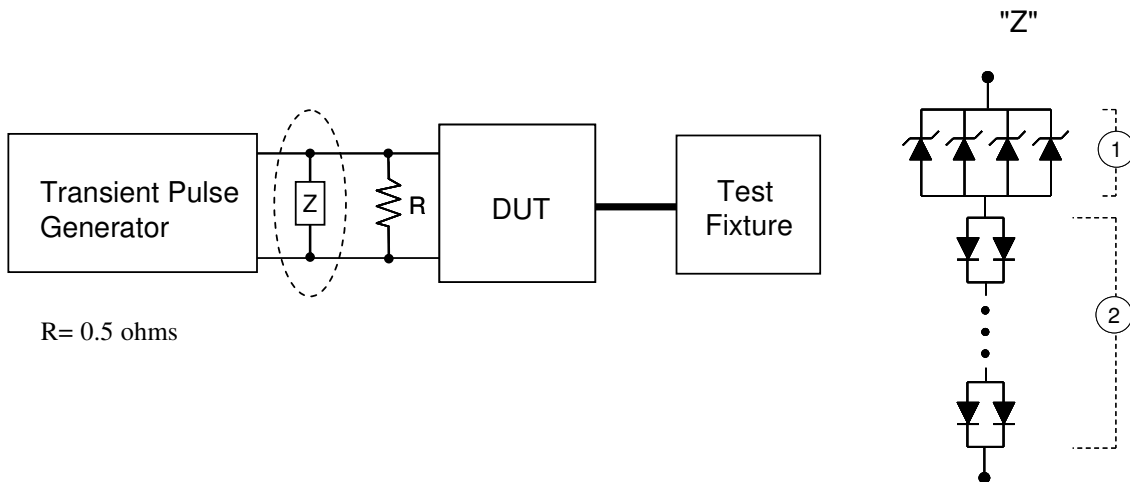 "Z"
Transient Pulse
Generator
Z
R
DUT
Test
Fixture
1
2
R= 0.5 ohms